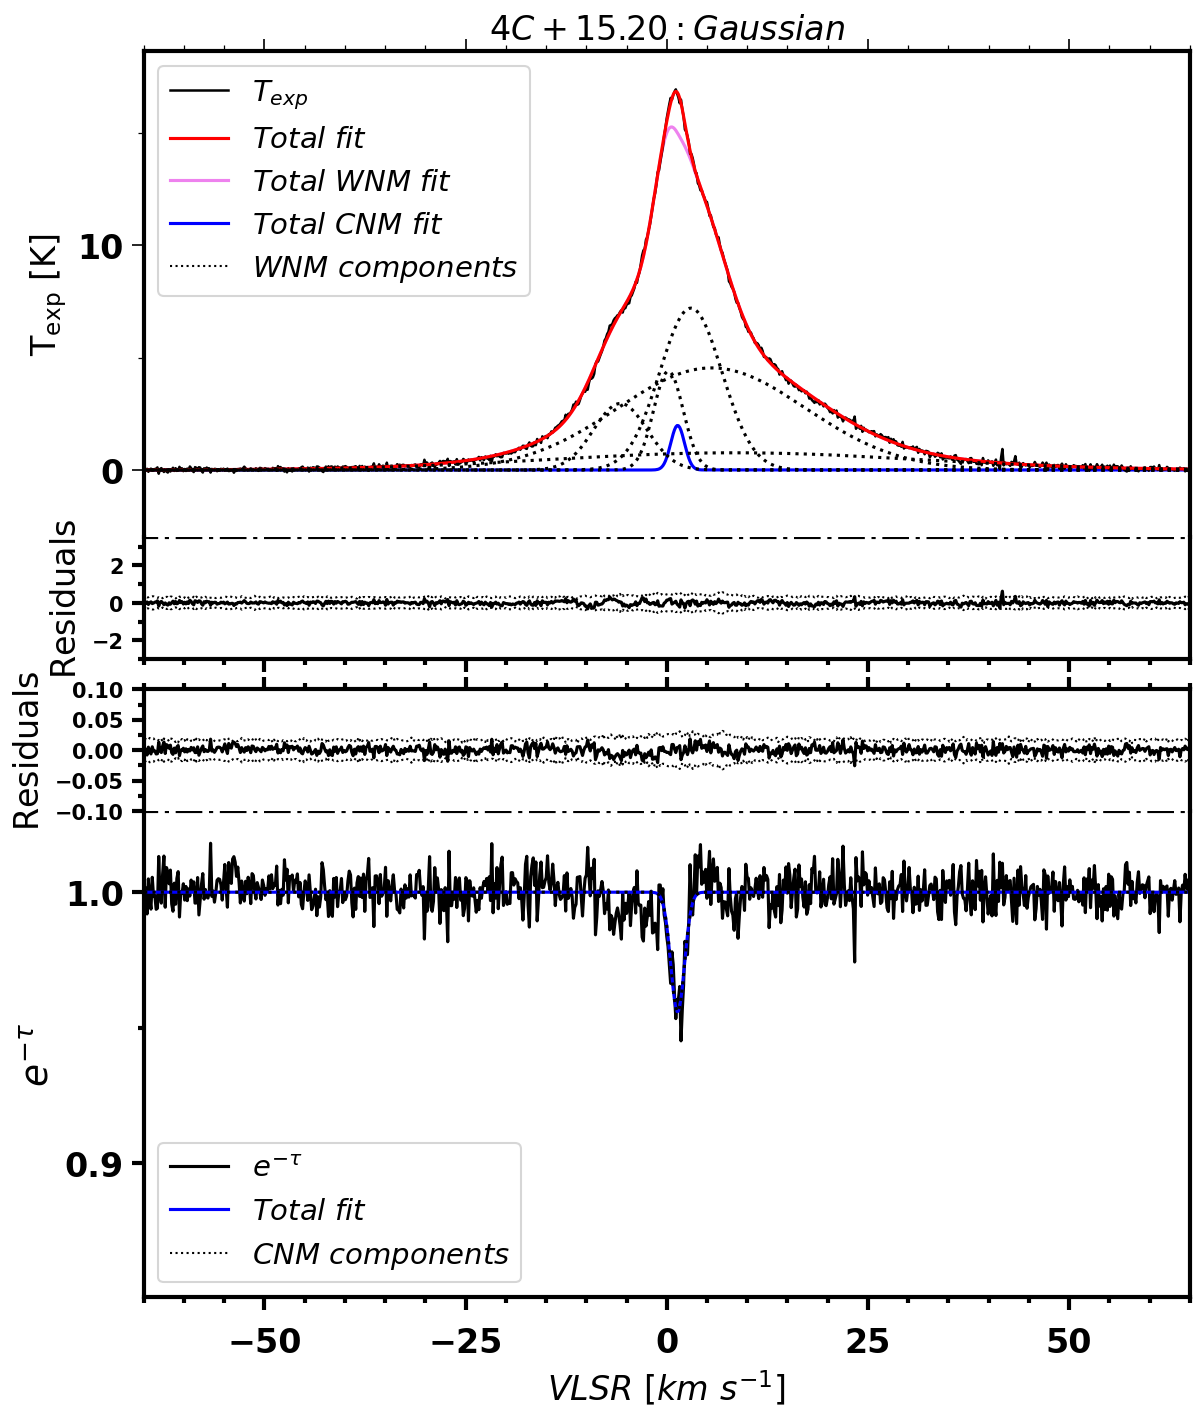 4C + 15.20 : Gaussian
T_exp
Total fit
Total WNM fit
Total CNM fit
WNM components
T_exp [K]
10
0
Residuals
2
0
−2
Residuals
0.10
0.05
0.00
−0.05
−0.10
e^{−τ}
1.0
0.9
e^{−τ}
Total fit
CNM components
−50 −25 0 25 50
VLSR [km s^{−1}]